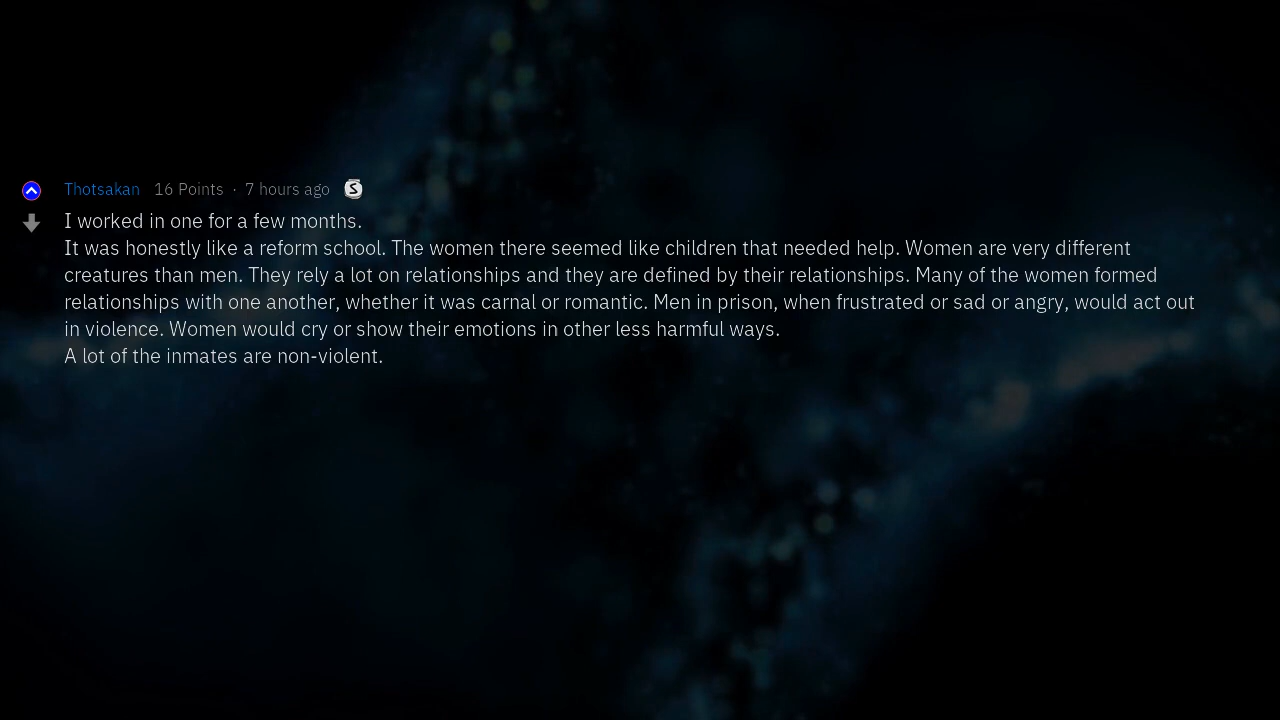 Thotsakan 16 Points · 7 hours ago S
I worked in one for a few months.
It was honestly like a reform school. The women there seemed like children that needed help. Women are very different
creatures than men. They rely a lot on relationships and they are defined by their relationships. Many of the women formed
relationships with one another, whether it was carnal or romantic. Men in prison, when frustrated or sad or angry, would act out
in violence. Women would cry or show their emotions in other less harmful ways.
A lot of the inmates are non-violent.